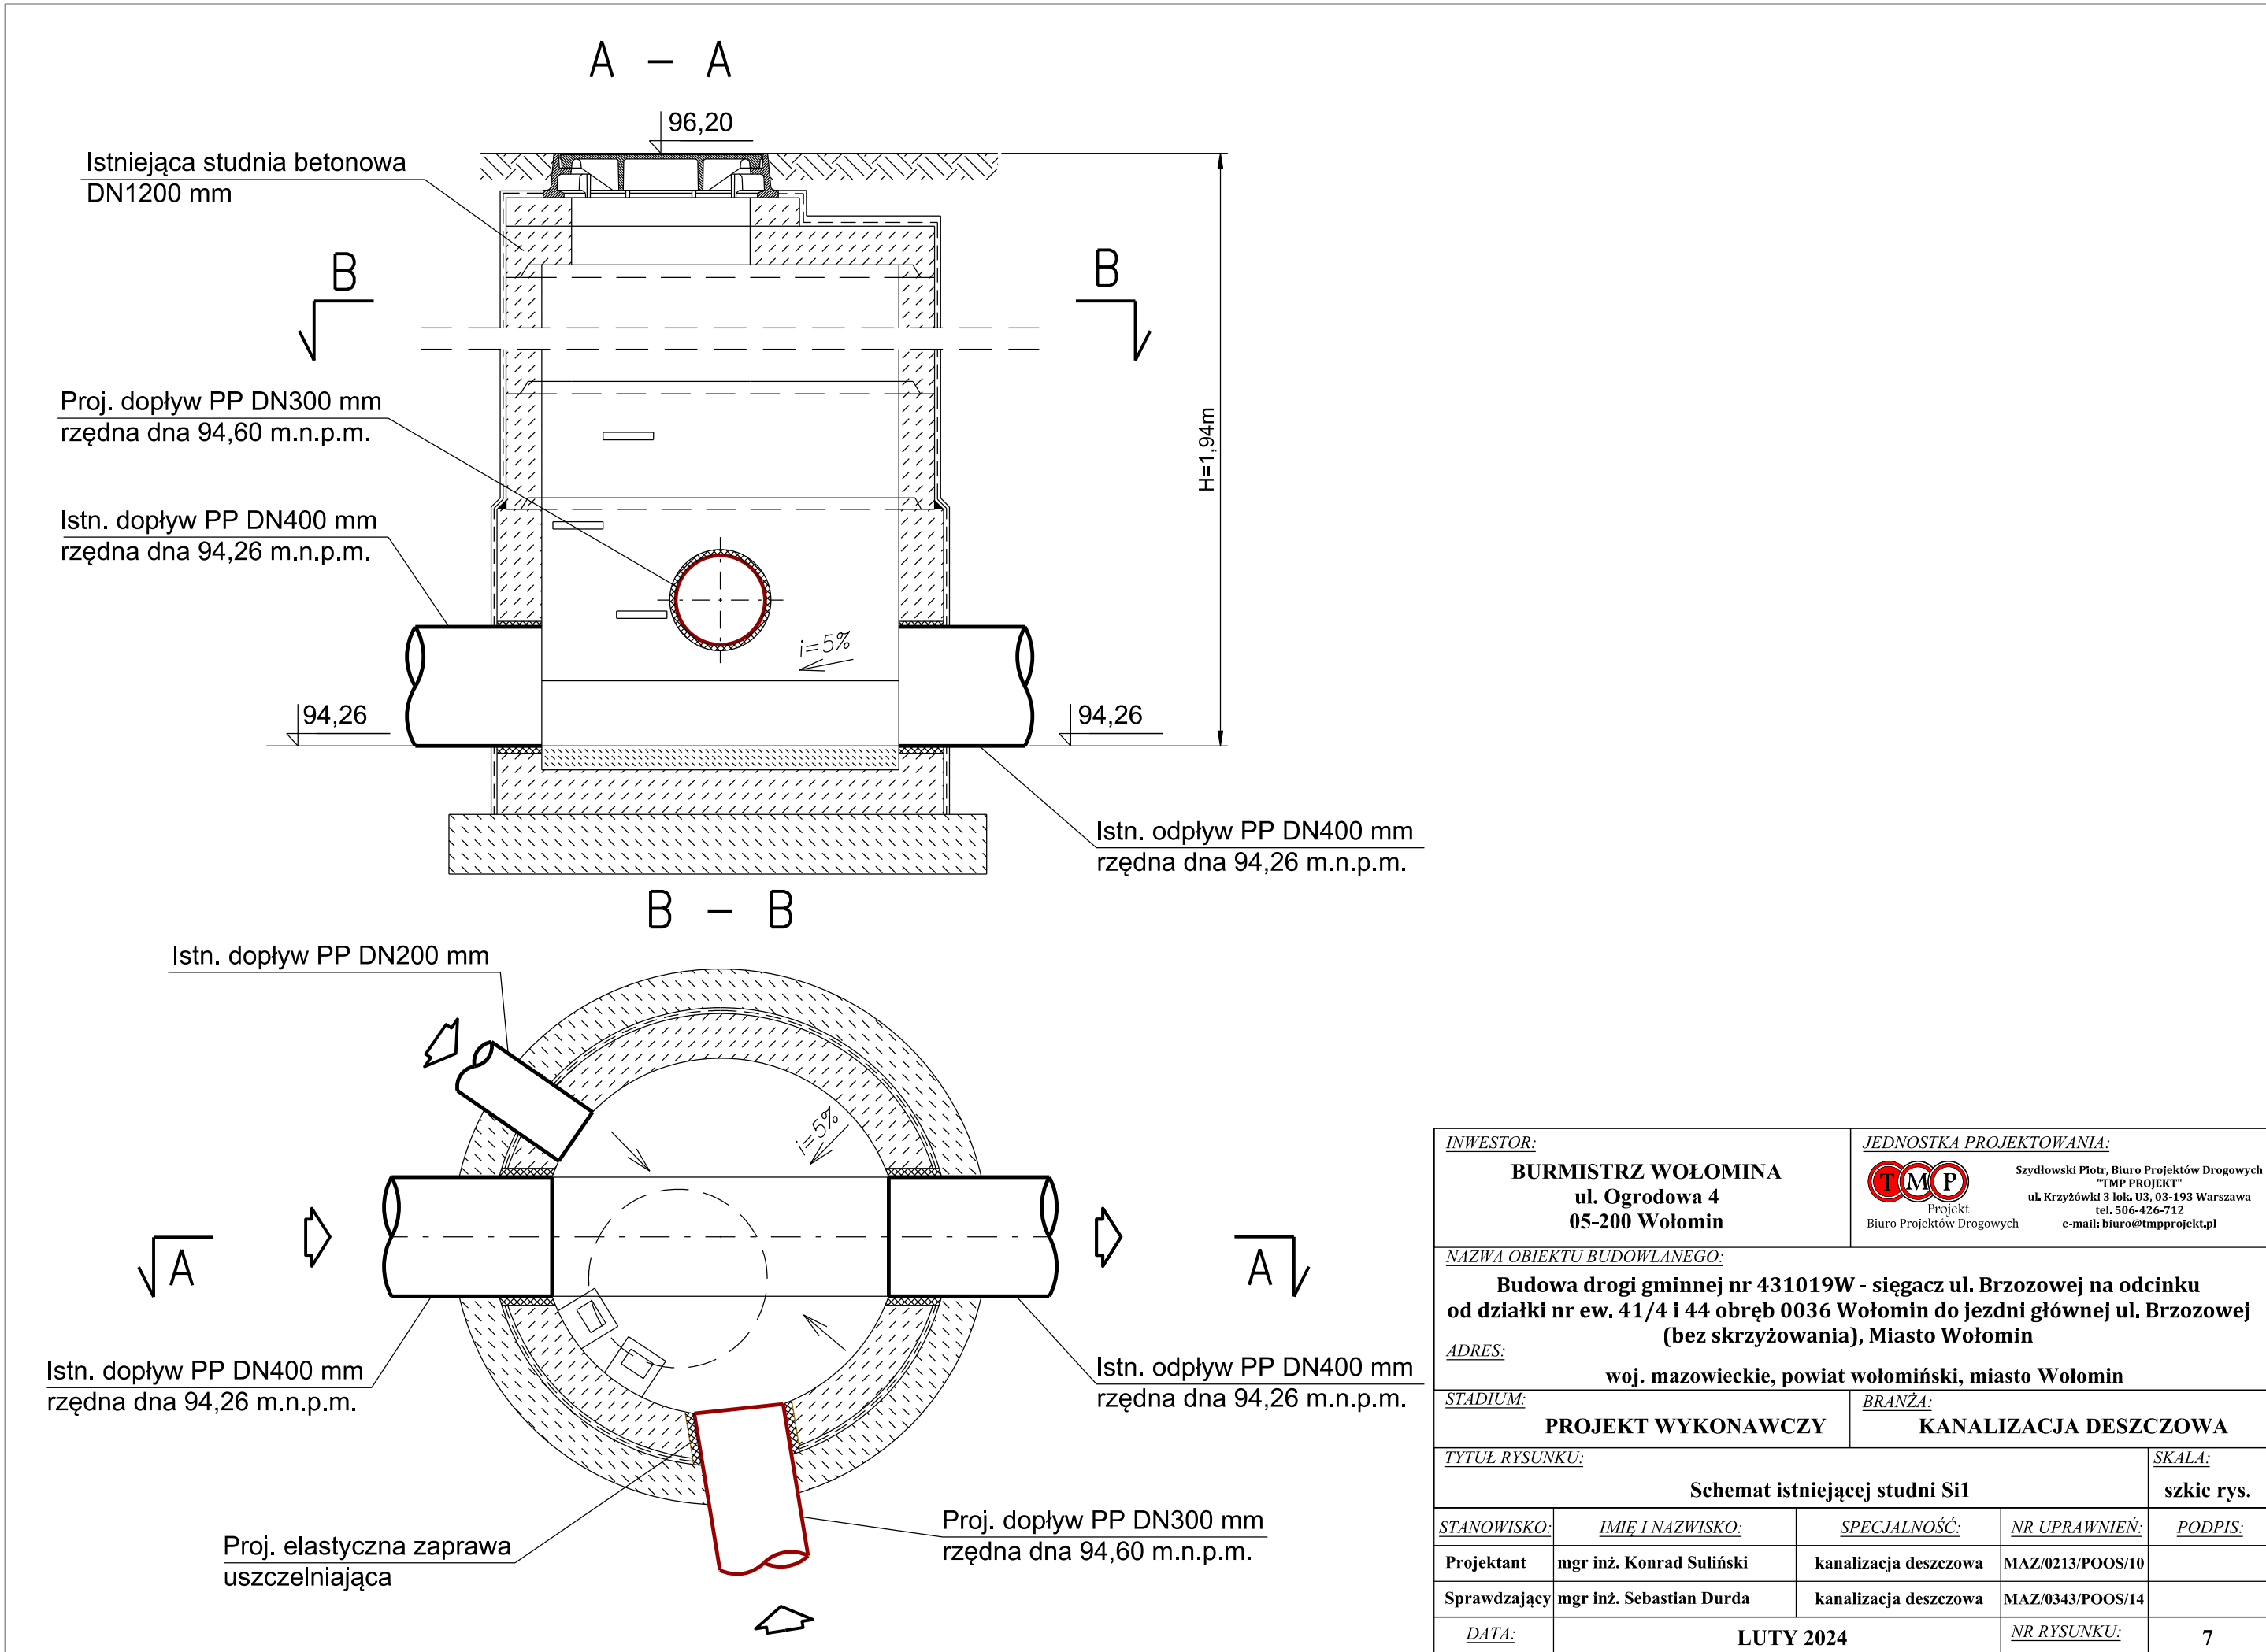 A – A
96,20
Istniejąca studnia betonowa
DN1200 mm
B
B
Proj. dopływ PP DN300 mm
rzędna dna 94,60 m.n.p.m.
H=1,94m
Istn. dopływ PP DN400 mm
rzędna dna 94,26 m.n.p.m.
i=5%
94,26
94,26
Istn. odpływ PP DN400 mm
rzędna dna 94,26 m.n.p.m.
B – B
Istn. dopływ PP DN200 mm
i=5%
A
A
Istn. dopływ PP DN400 mm
rzędna dna 94,26 m.n.p.m.
Istn. odpływ PP DN400 mm
rzędna dna 94,26 m.n.p.m.
Proj. elastyczna zaprawa
uszczelniająca
Proj. dopływ PP DN300 mm
rzędna dna 94,60 m.n.p.m.
INWESTOR:
BURMISTRZ WOŁOMINA
ul. Ogrodowa 4
05-200 Wołomin
JEDNOSTKA PROJEKTOWANIA:
TMP
Projekt
Biuro Projektów Drogowych
Szydłowski Piotr, Biuro Projektów Drogowych
"TMP PROJEKT"
ul. Krzyżówki 3 lok. U3, 03-193 Warszawa
tel. 506-426-712
e-mail: biuro@tmpprojekt.pl
NAZWA OBIEKTU BUDOWLANEGO:
Budowa drogi gminnej nr 431019W - sięgacz ul. Brzozowej na odcinku
od działki nr ew. 41/4 i 44 obręb 0036 Wołomin do jezdni głównej ul. Brzozowej
(bez skrzyżowania), Miasto Wołomin
ADRES:
woj. mazowieckie, powiat wołomiński, miasto Wołomin
STADIUM:
PROJEKT WYKONAWCZY
BRANŻA:
KANALIZACJA DESZCZOWA
TYTUŁ RYSUNKU:
Schemat istniejącej studni Si1
SKALA:
szkic rys.
STANOWISKO: IMIĘ I NAZWISKO: SPECJALNOŚĆ: NR UPRAWNIEŃ: PODPIS:
Projektant mgr inż. Konrad Suliński kanalizacja deszczowa MAZ/0213/POOS/10
Sprawdzający mgr inż. Sebastian Durda kanalizacja deszczowa MAZ/0343/POOS/14
DATA: LUTY 2024 NR RYSUNKU: 7